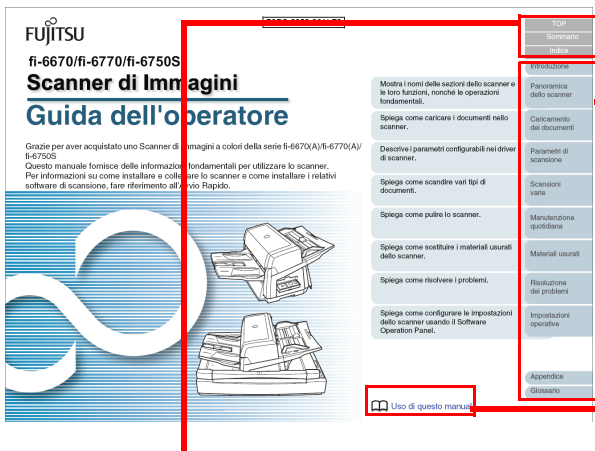 FUJITSU
fi-6670/fi-6770/fi-6750S
Scanner di Immagini
Guida dell'operatore
Grazie per aver acquistato uno Scanner di Immagini a colori della serie fi-6670(A)/fi-6770(A)/
fi-6750S
Questo manuale fornisce delle informazioni fondamentali per utilizzare lo scanner.
Per informazioni su come installare e collegare lo scanner e come installare i relativi
software di scansione, fare riferimento all'Avvio Rapido.
Mostra i nomi delle sezioni dello scanner e
le loro funzioni, nonché le operazioni
fondamentali.
Spiega come caricare i documenti nello
scanner.
Descrive i parametri configurabili nei driver
di scanner.
Spiega come scandire vari tipi di
documenti.
Spiega come pulire lo scanner.
Spiega come sostituire i materiali usurati
dello scanner.
Spiega come risolvere i problemi.
Spiega come configurare le impostazioni
dello scanner usando il Software
Operation Panel.
Uso di questo manuale
TOP
Sommario
Indice
Introduzione
Panoramica
dello scanner
Caricamento
dei documenti
Parametri di
scansione
Scansioni
varie
Manutenzione
quotidiana
Materiali usurati
Risoluzione
dei problemi
Impostazioni
operative
Appendice
Glossario